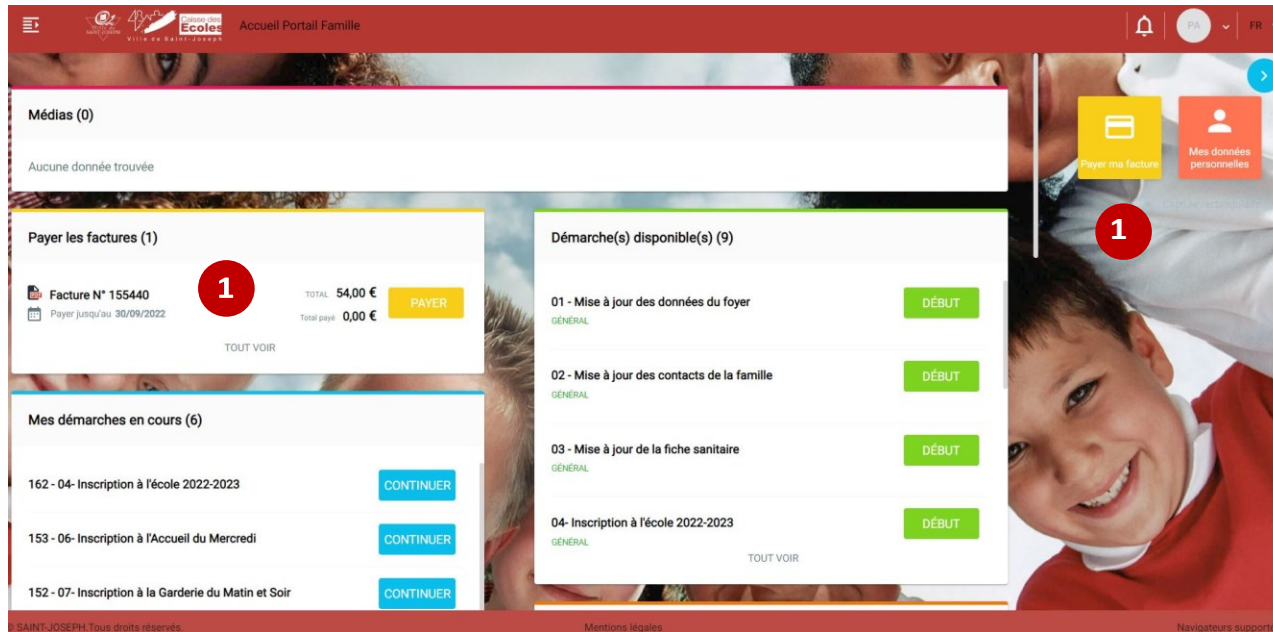 Caisse des
Ecoles
Ville de Saint-Joseph
Accueil Portail Famille
PA
FR
Médias (0)
Aucune donnée trouvée
Payer ma facture
Mes données
personnelles
1
Payer les factures (1)
Facture N° 155440
Payer jusqu'au 30/09/2022
1
TOTAL 54,00 €
Total payé 0,00 €
PAYER
TOUT VOIR
Mes démarches en cours (6)
162 - 04- Inscription à l'école 2022-2023
CONTINUER
153 - 06- Inscription à l'Accueil du Mercredi
CONTINUER
152 - 07- Inscription à la Garderie du Matin et Soir
CONTINUER
Démarche(s) disponible(s) (9)
01 - Mise à jour des données du foyer
GÉNÉRAL
DÉBUT
02 - Mise à jour des contacts de la famille
GÉNÉRAL
DÉBUT
03 - Mise à jour de la fiche sanitaire
GÉNÉRAL
DÉBUT
04- Inscription à l'école 2022-2023
GÉNÉRAL
DÉBUT
TOUT VOIR
SAINT-JOSEPH.Tous droits réservés.
Mentions légales
Navigateurs supporté